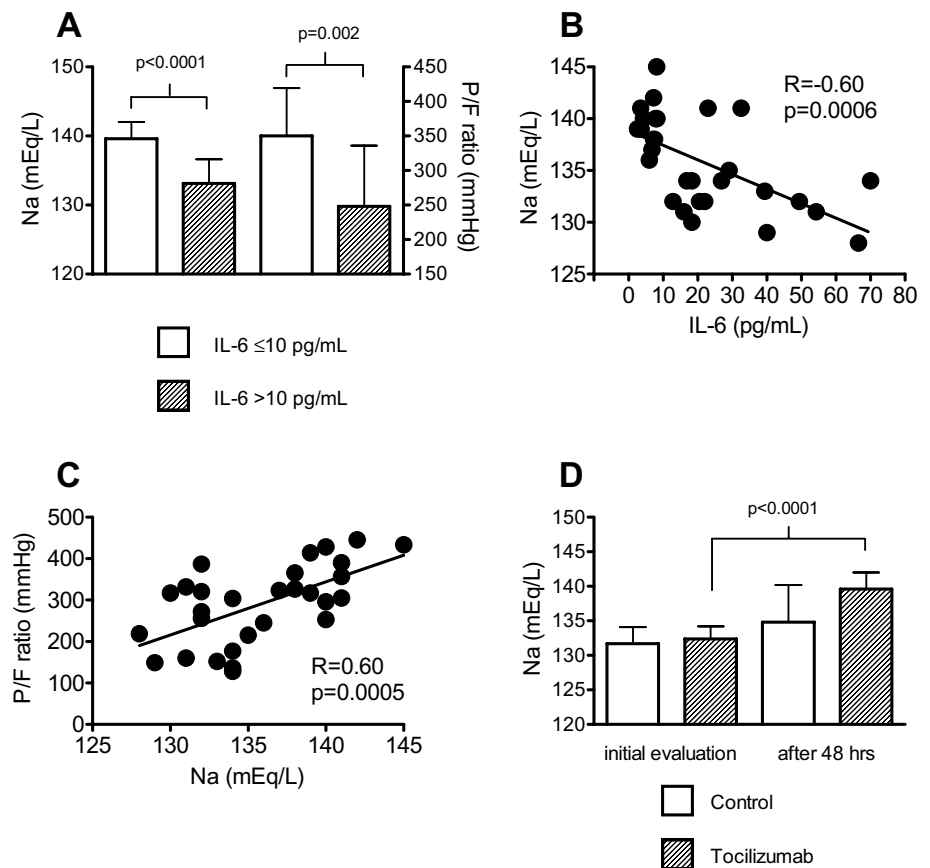 A
p<0.0001
p=0.002
150
140
130
120
Na (mEq/L)
450
400
350
300
250
200
150
P/F ratio (mmHg)
IL-6 ≤10 pg/mL
IL-6 >10 pg/mL
B
R=-0.60
p=0.0006
145
140
135
130
125
Na (mEq/L)
0 10 20 30 40 50 60 70 80
IL-6 (pg/mL)
C
500
400
300
200
100
0
P/F ratio (mmHg)
R=0.60
p=0.0005
125 130 135 140 145
Na (mEq/L)
D
p<0.0001
150
145
140
135
130
125
120
Na (mEq/L)
initial evaluation after 48 hrs
Control
Tocilizumab